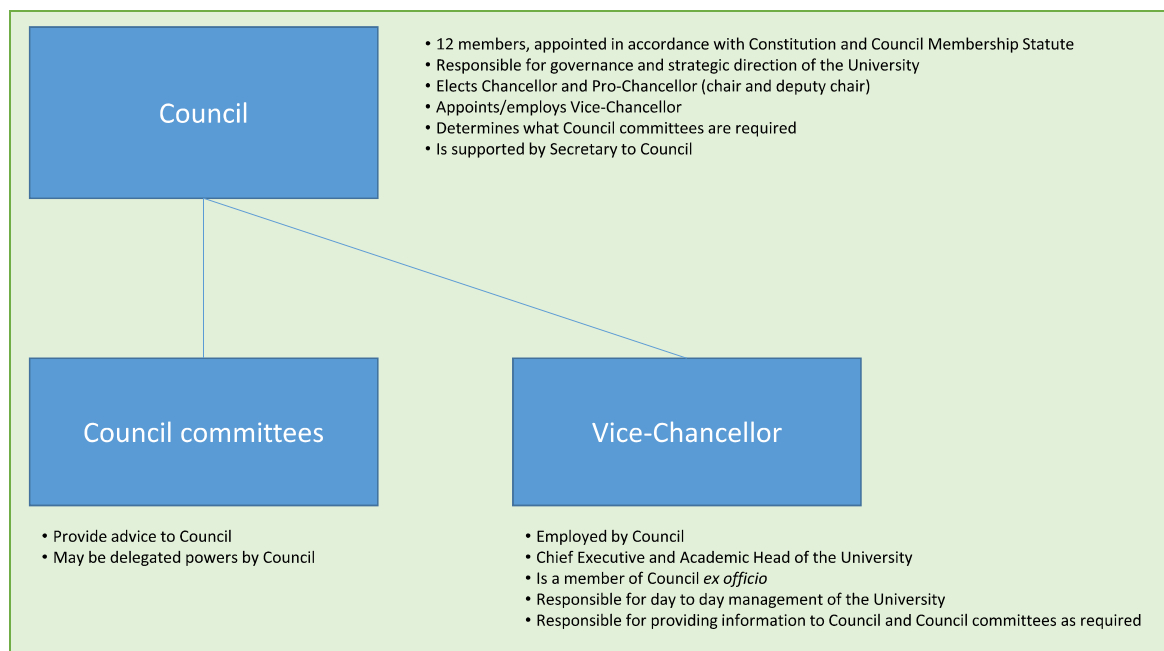 Council
• 12 members, appointed in accordance with Constitution and Council Membership Statute
• Responsible for governance and strategic direction of the University
• Elects Chancellor and Pro-Chancellor (chair and deputy chair)
• Appoints/employs Vice-Chancellor
• Determines what Council committees are required
• Is supported by Secretary to Council
Council committees
• Provide advice to Council
• May be delegated powers by Council
Vice-Chancellor
• Employed by Council
• Chief Executive and Academic Head of the University
• Is a member of Council ex officio
• Responsible for day to day management of the University
• Responsible for providing information to Council and Council committees as required